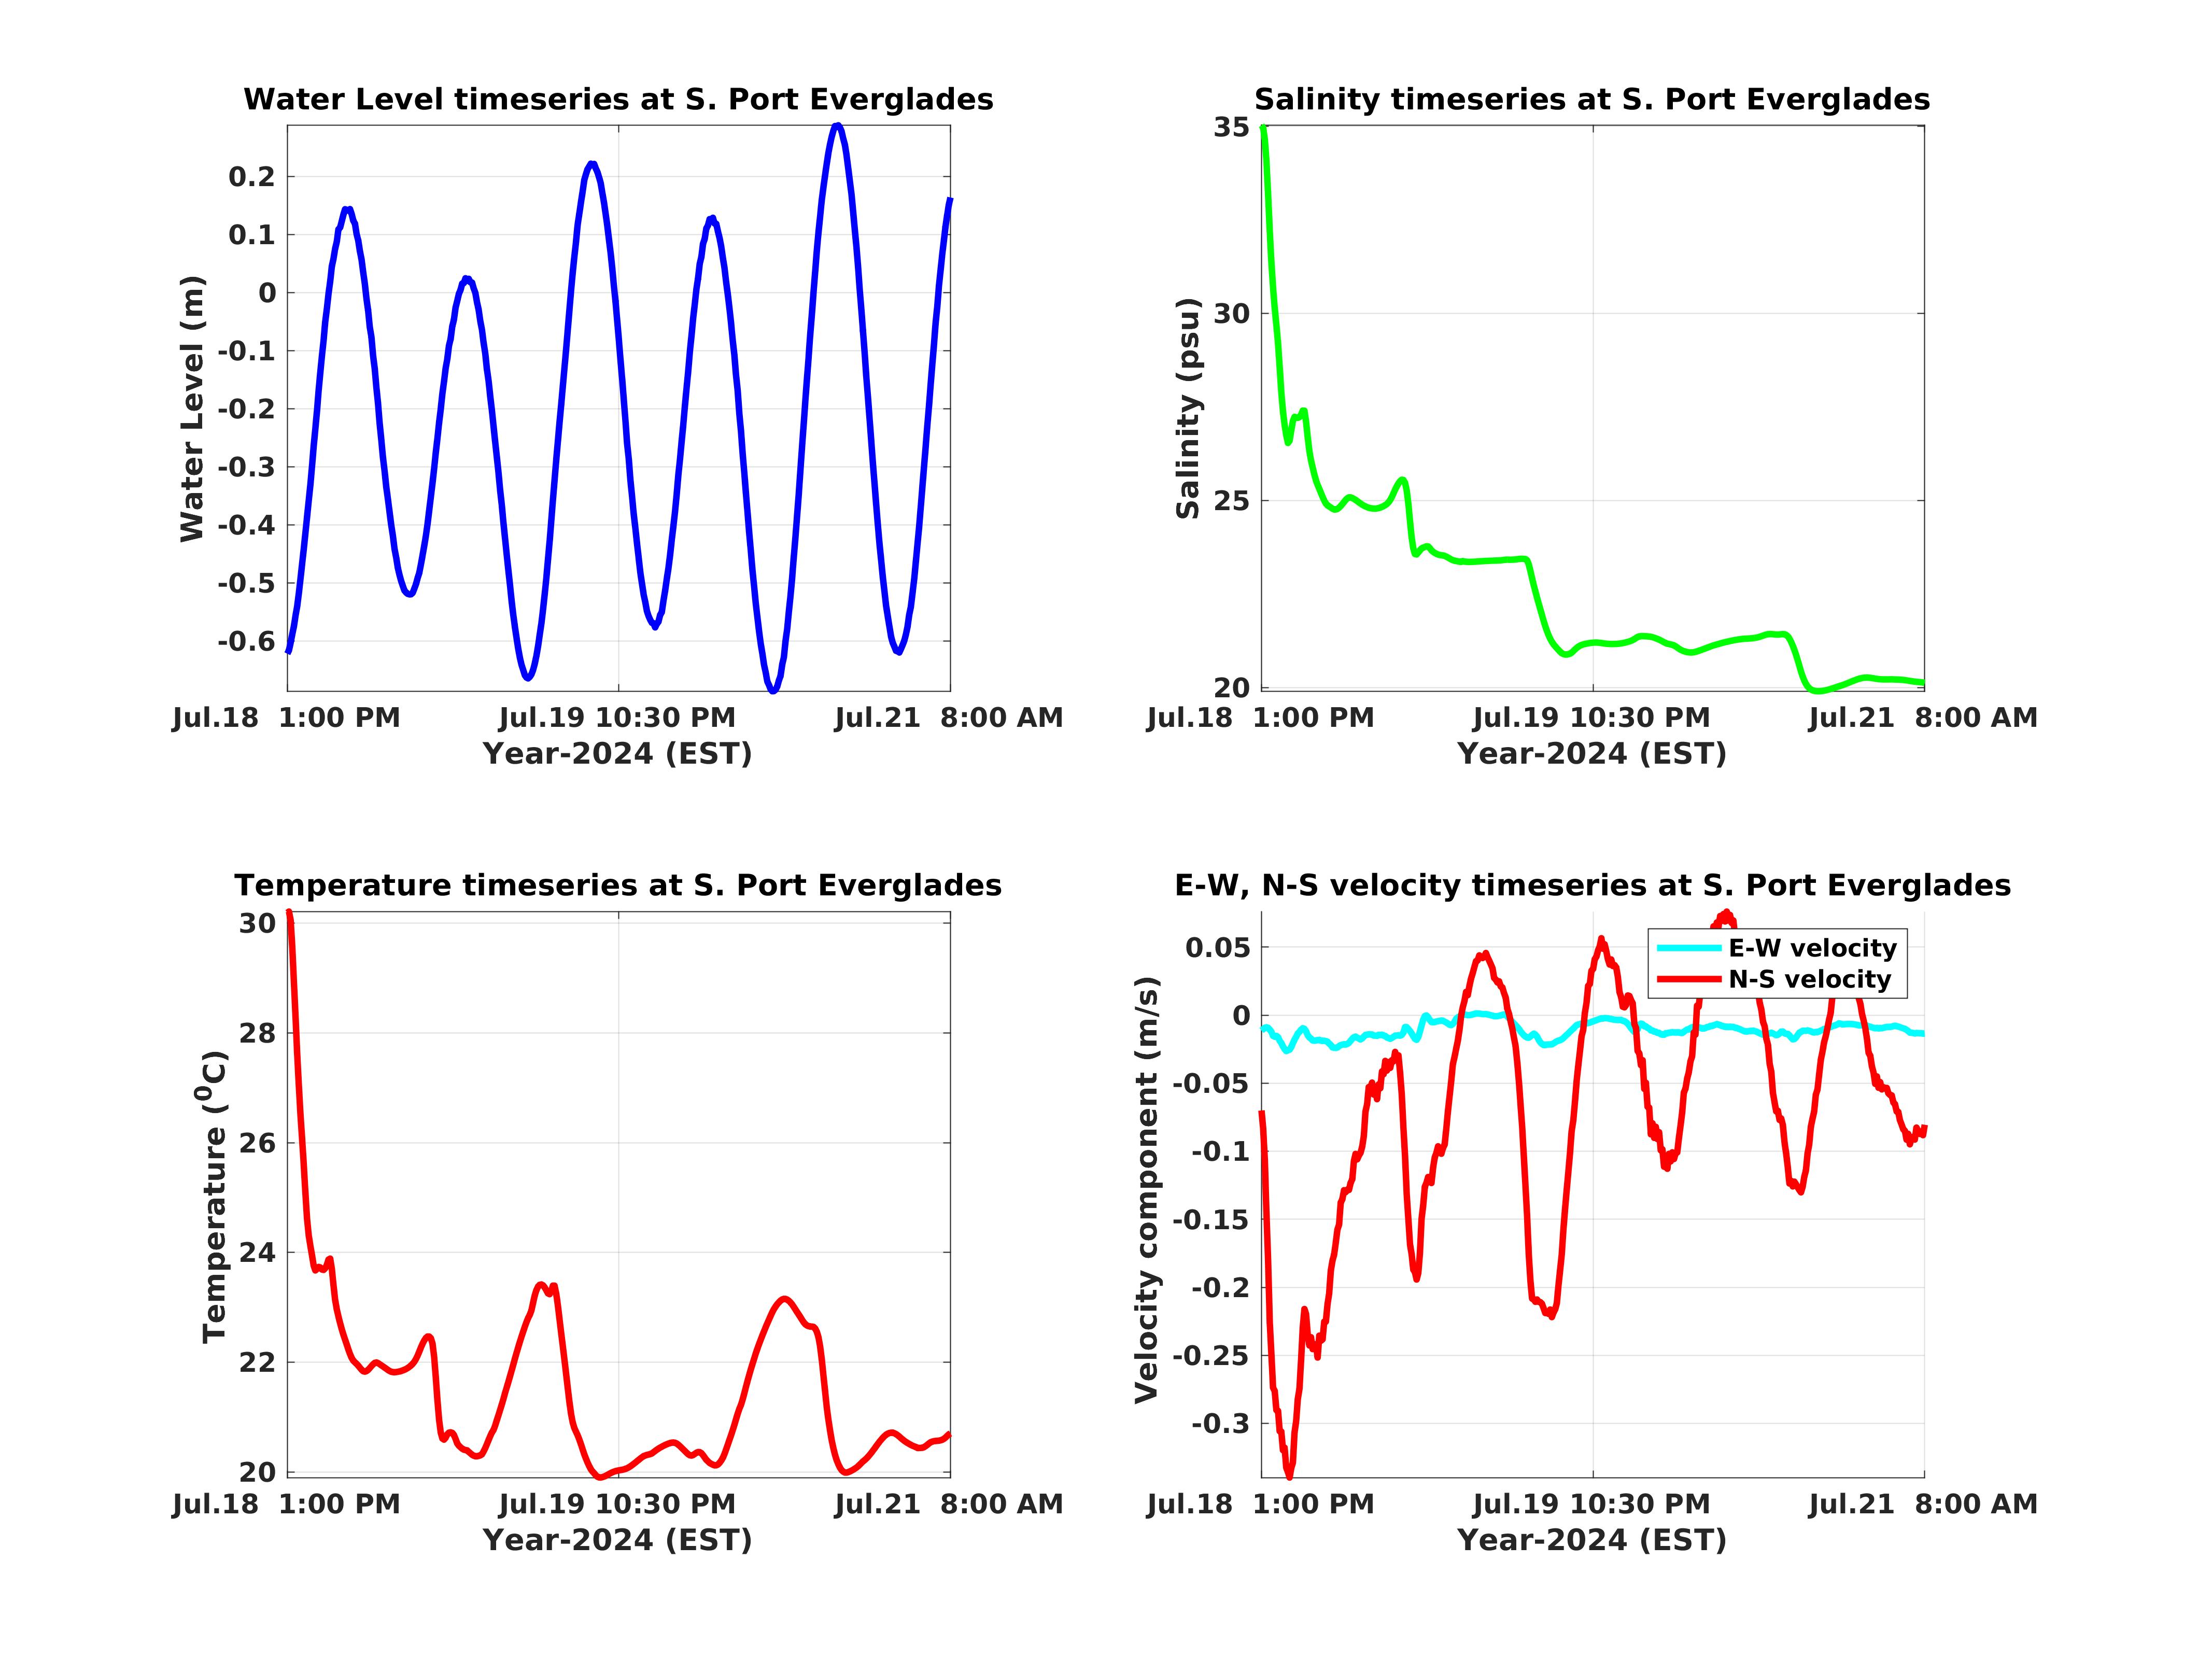 Water Level timeseries at S. Port Everglades
Water Level (m)
0.2
0.1
0
-0.1
-0.2
-0.3
-0.4
-0.5
-0.6
Jul.18 1:00 PM
Jul.19 10:30 PM
Jul.21 8:00 AM
Year-2024 (EST)
Salinity timeseries at S. Port Everglades
Salinity (psu)
35
30
25
20
Jul.18 1:00 PM
Jul.19 10:30 PM
Jul.21 8:00 AM
Year-2024 (EST)
Temperature timeseries at S. Port Everglades
Temperature (⁰C)
30
28
26
24
22
20
Jul.18 1:00 PM
Jul.19 10:30 PM
Jul.21 8:00 AM
Year-2024 (EST)
E-W, N-S velocity timeseries at S. Port Everglades
Velocity component (m/s)
0.05
0
-0.05
-0.1
-0.15
-0.2
-0.25
-0.3
E-W velocity
N-S velocity
Jul.18 1:00 PM
Jul.19 10:30 PM
Jul.21 8:00 AM
Year-2024 (EST)